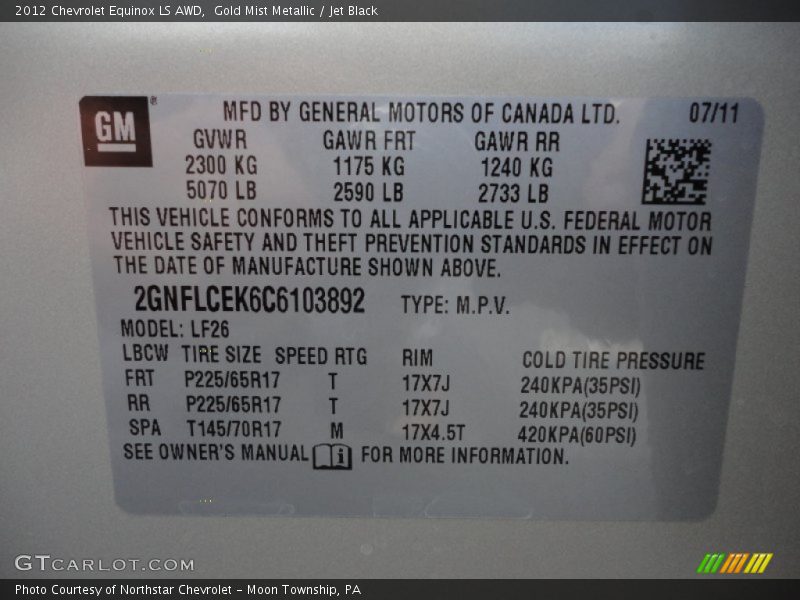 2012 Chevrolet Equinox LS AWD,  Gold Mist Metallic / Jet Black
GM ®
MFD BY GENERAL MOTORS OF CANADA LTD. 07/11
GVWR GAWR FRT GAWR RR
2300 KG 1175 KG 1240 KG
5070 LB 2590 LB 2733 LB
THIS VEHICLE CONFORMS TO ALL APPLICABLE U.S. FEDERAL MOTOR
VEHICLE SAFETY AND THEFT PREVENTION STANDARDS IN EFFECT ON
THE DATE OF MANUFACTURE SHOWN ABOVE.
2GNFLCEK6C6103892 TYPE: M.P.V.
MODEL: LF26
LBCW TIRE SIZE SPEED RTG RIM COLD TIRE PRESSURE
FRT P225/65R17 T 17X7J 240KPA(35PSI)
RR P225/65R17 T 17X7J 240KPA(35PSI)
SPA T145/70R17 M 17X4.5T 420KPA(60PSI)
SEE OWNER'S MANUAL i FOR MORE INFORMATION.
GTCARLOT.COM
Photo Courtesy of Northstar Chevrolet - Moon Township, PA